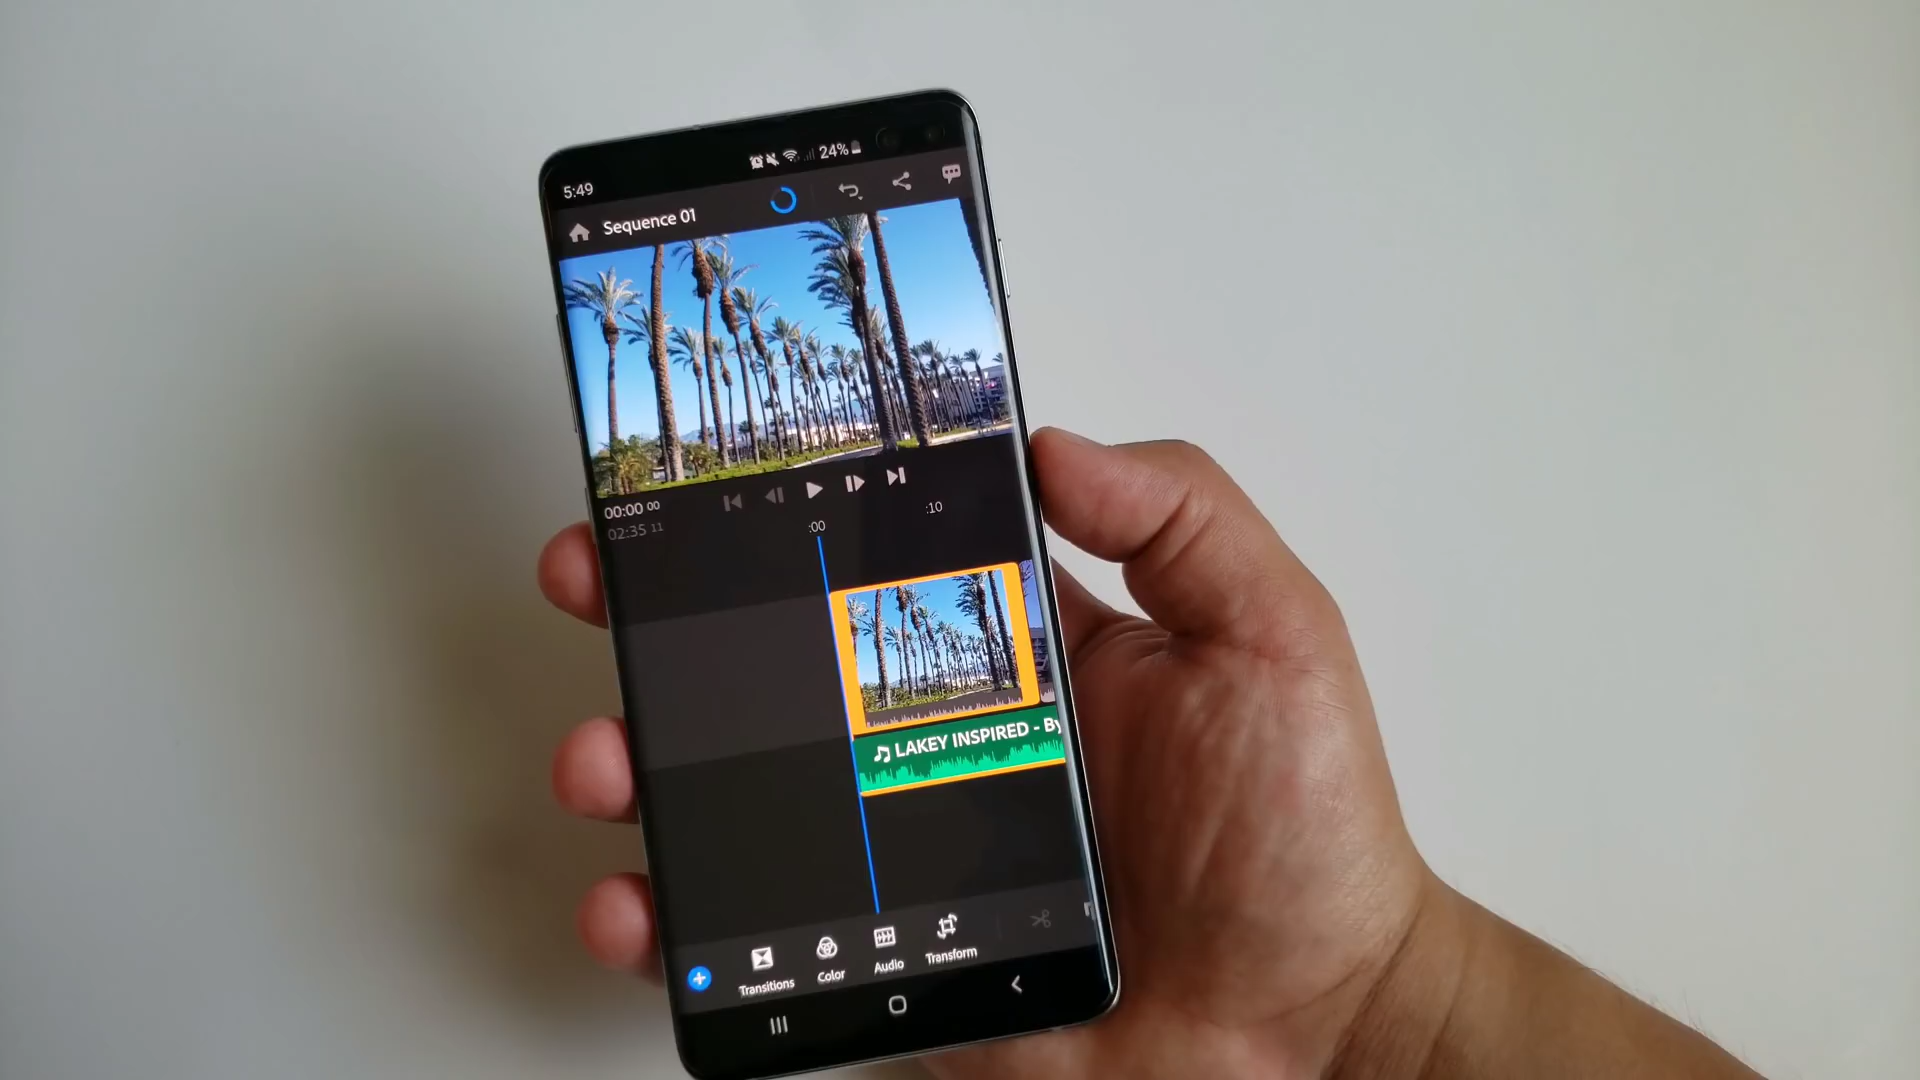 5:49
24%
Sequence 01
00:00 00
02:35 11
:00
:10
LAKEY INSPIRED - By
Transitions
Color
Audio
Transform